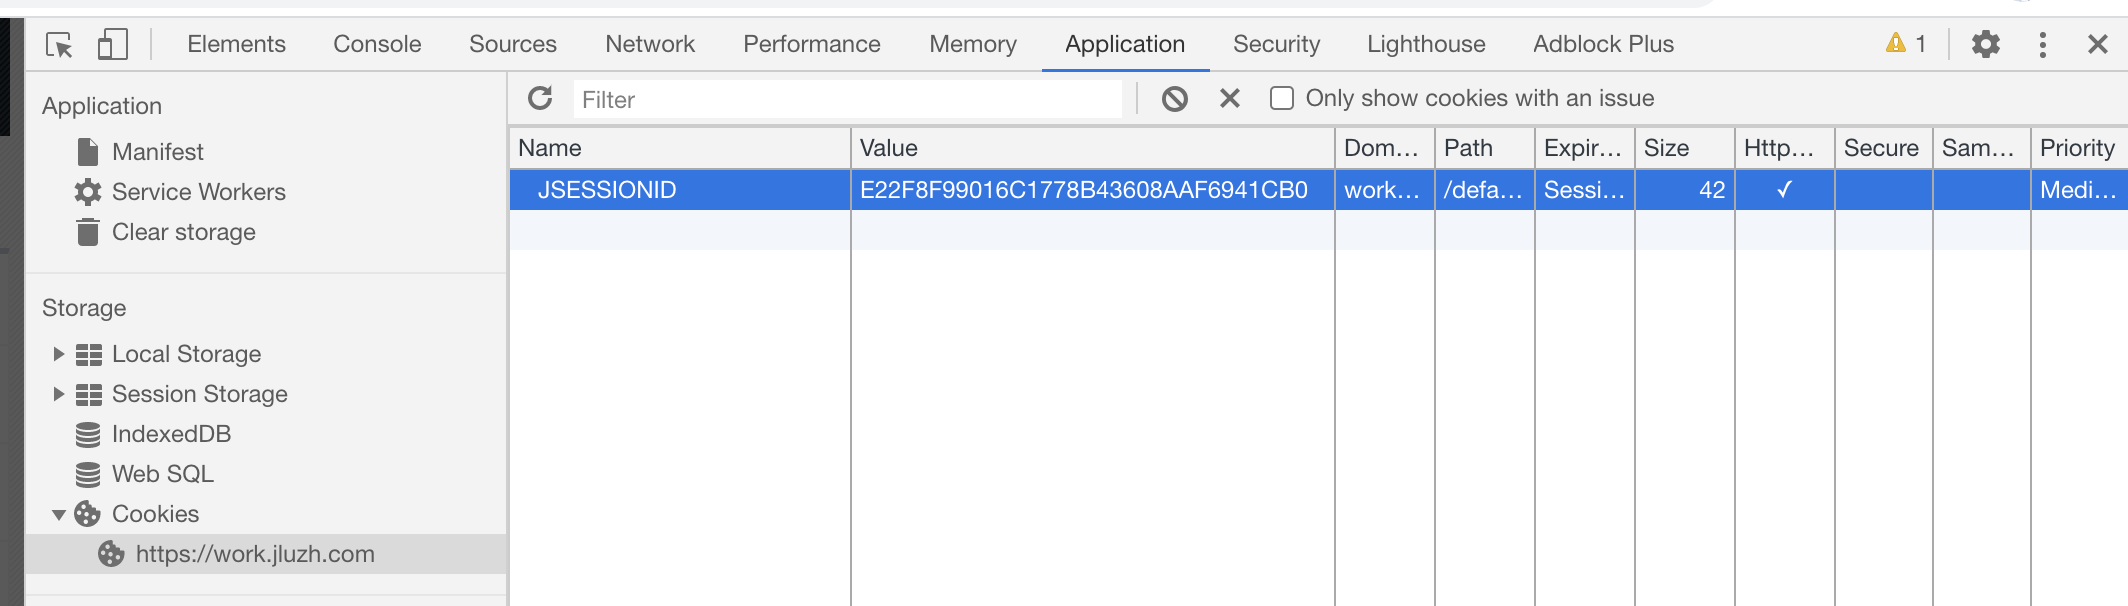 Elements Console Sources Network Performance Memory Application Security Lighthouse Adblock Plus 1
Application
Manifest
Service Workers
Clear storage
Storage
Local Storage
Session Storage
IndexedDB
Web SQL
Cookies
https://work.jluzh.com
Filter Only show cookies with an issue
Name Value Dom... Path Expir... Size Http... Secure Sam... Priority
JSESSIONID E22F8F99016C1778B43608AAF6941CB0 work... /defa... Sessi... 42 ✓ Medi...